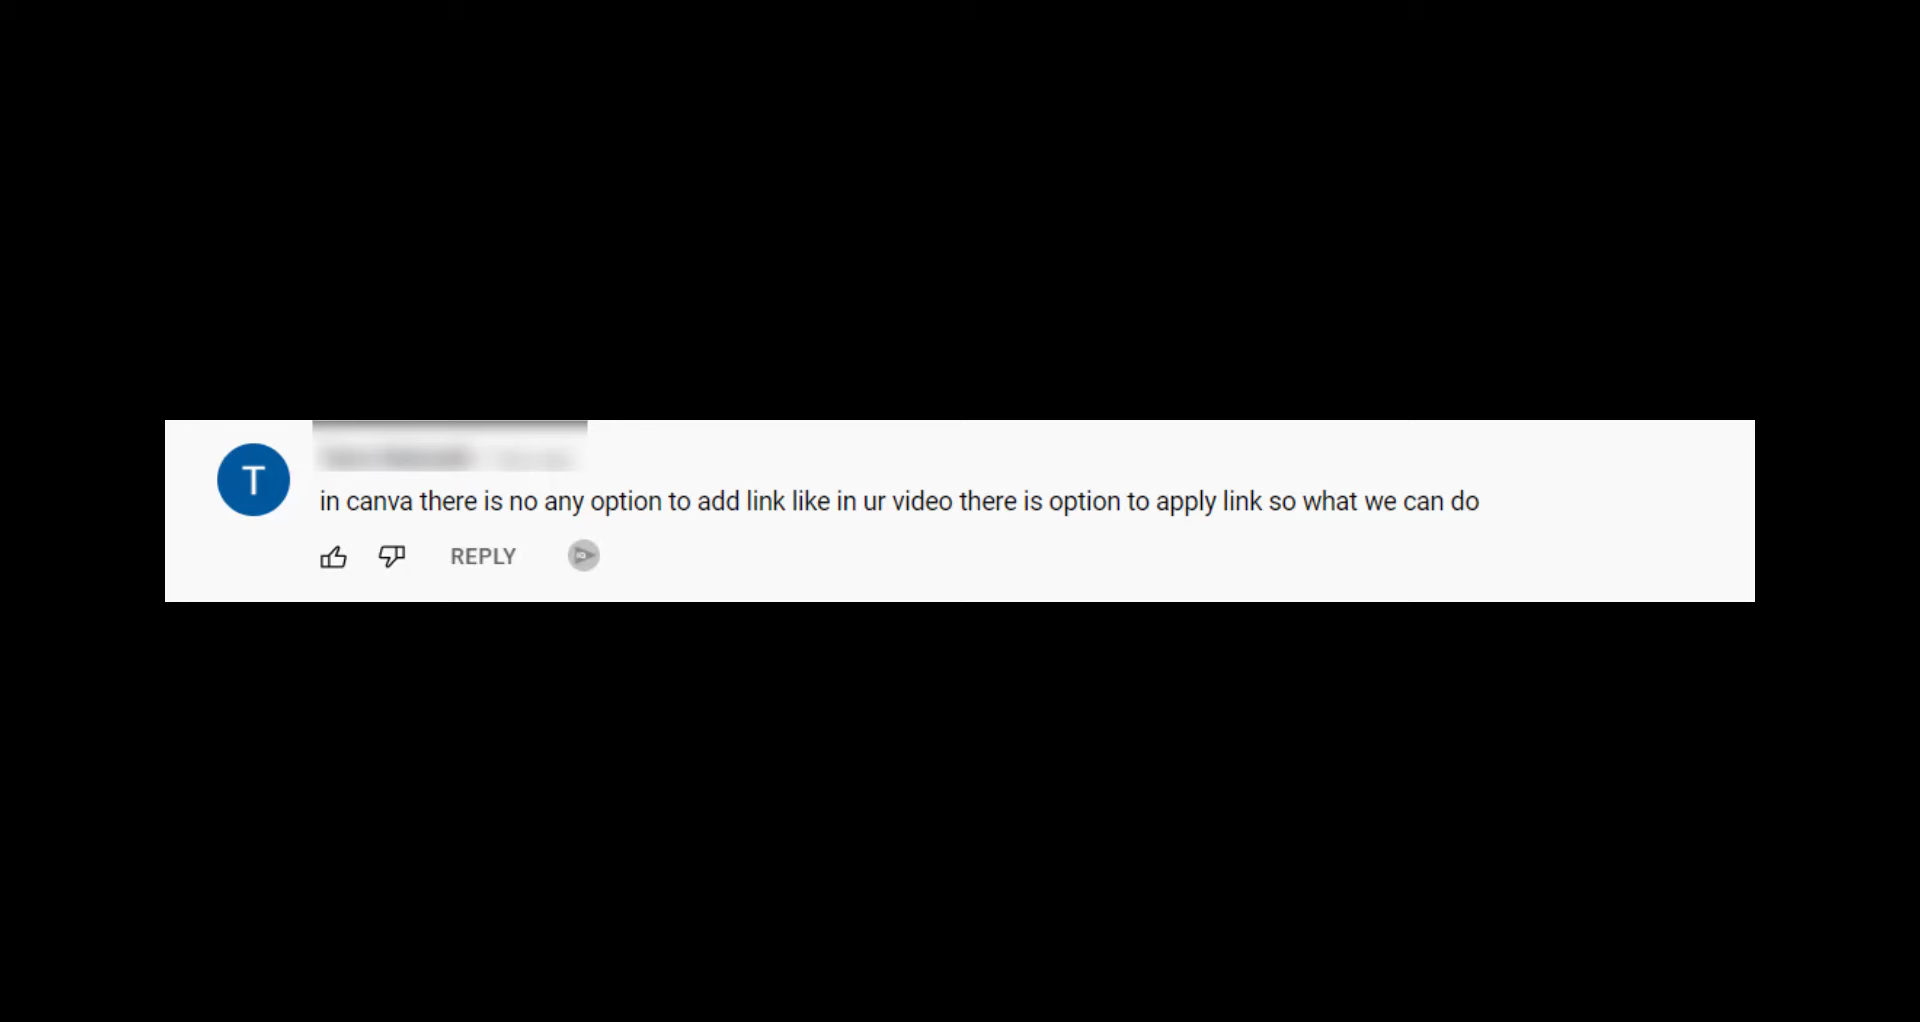 T
in canva there is no any option to add link like in ur video there is option to apply link so what we can do
REPLY